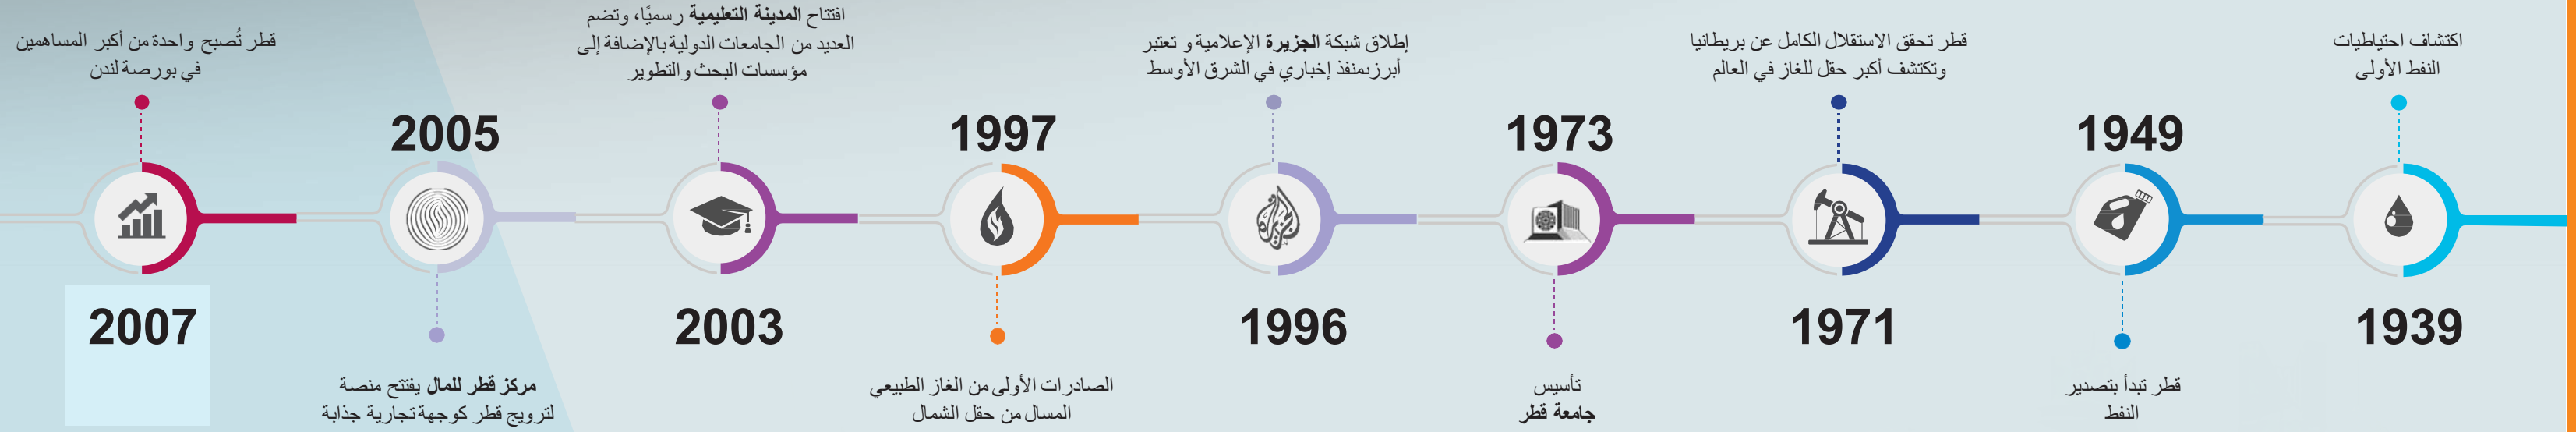 اكتشاف احتياطيات
النفط الأولى
1939
1949
قطر تبدأ بتصدير
النفط
قطر تحقق الاستقلال الكامل عن بريطانيا
وتكتشف أكبر حقل للغاز في العالم
1971
1973
تأسيس
جامعة قطر
إطلاق شبكة الجزيرة الإعلامية و تعتبر
أبرزىمنفذ إخباري في الشرق الأوسط
الجزيرة
1996
1997
الصادرات الأولى من الغاز الطبيعي
المسال من حقل الشمال
افتتاح المدينة التعليمية رسميًا، وتضم
العديد من الجامعات الدولية بالإضافة إلى
مؤسسات البحث والتطوير
2003
2005
مركز قطر للمال يفتتح منصة
لترويج قطر كوجهة تجارية جذابة
قطر تُصبح واحدة من أكبر المساهمين
في بورصة لندن
2007